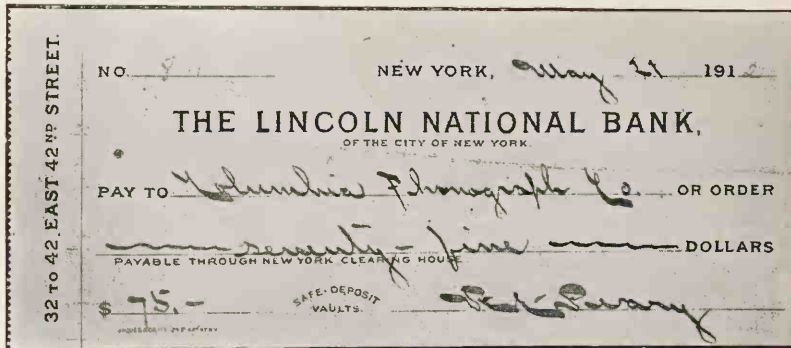 32 TO 42, EAST 42ND STREET.
NO. 8 NEW YORK, May 21 1912
THE LINCOLN NATIONAL BANK,
OF THE CITY OF NEW YORK.
PAY TO Columbia Phonograph Co. OR ORDER
seventy-five DOLLARS
PAYABLE THROUGH NEW YORK CLEARING HOUSE
$ 75.-
SAFE-DEPOSIT
VAULTS.